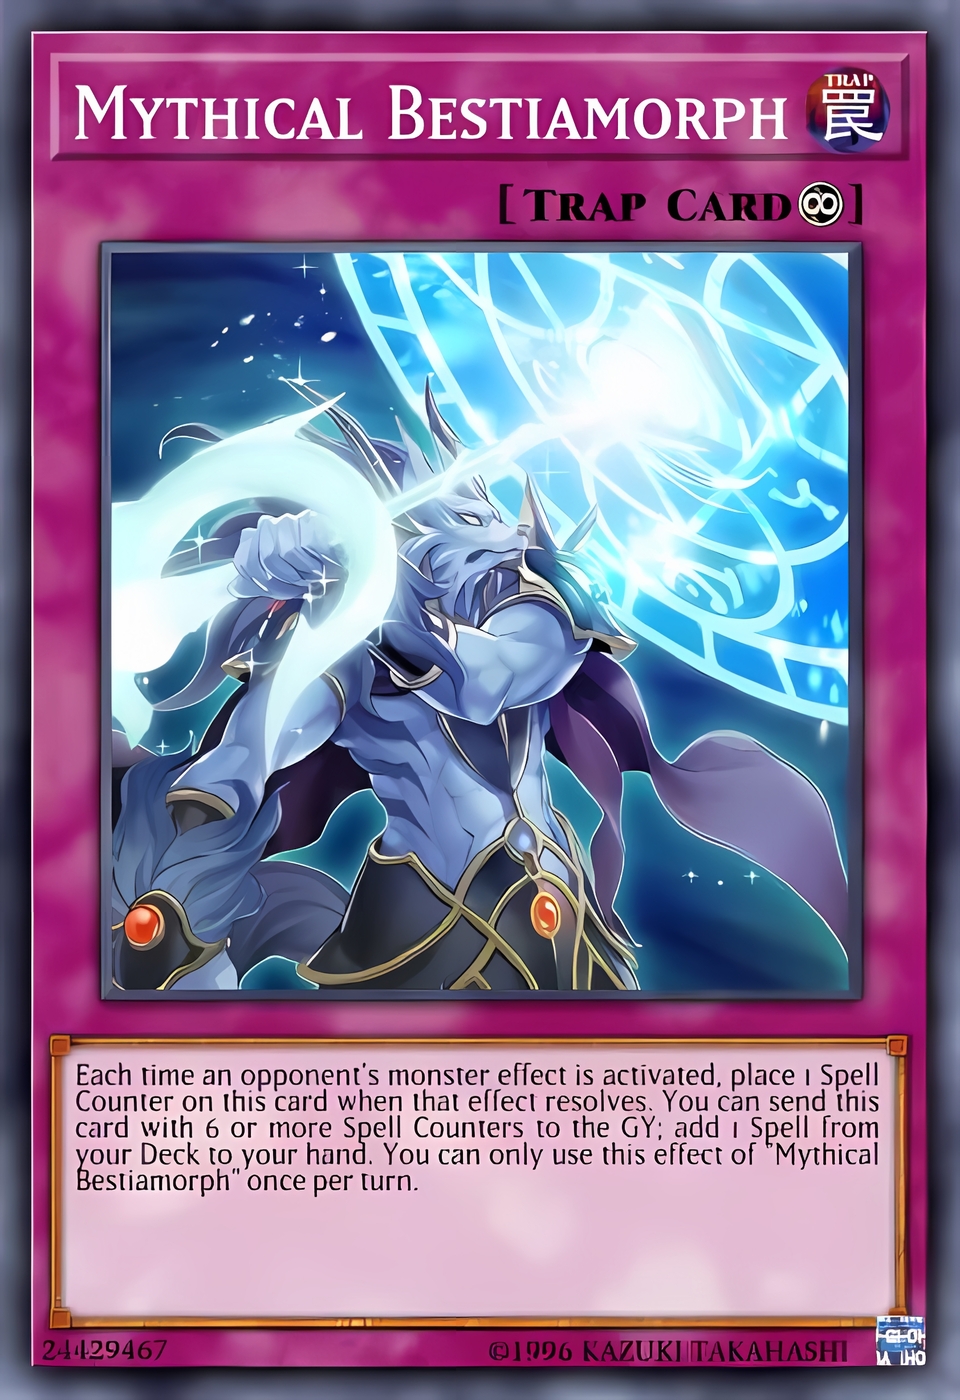 MYTHICAL BESTIAMORPH
TRAP
罠
[TRAP CARD∞]
Each time an opponent's monster effect is activated, place 1 Spell
Counter on this card when that effect resolves. You can send this
card with 6 or more Spell Counters to the GY; add 1 Spell from
your Deck to your hand. You can only use this effect of "Mythical
Bestiamorph" once per turn.
24429467
©1996 KAZUKI TAKAHASHI